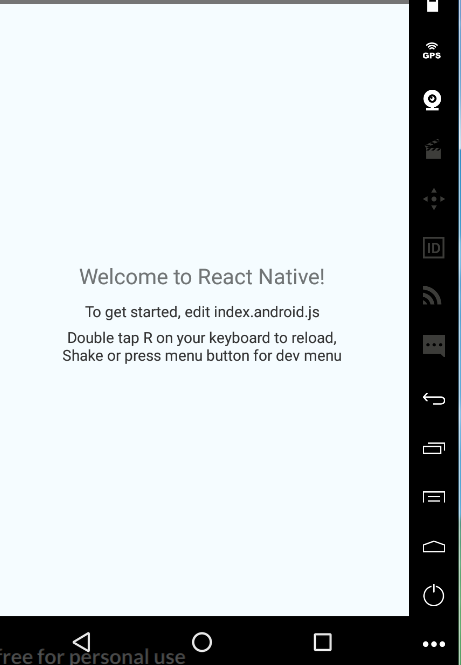 GPS
ID
Welcome to React Native!
To get started, edit index.android.js
Double tap R on your keyboard to reload,
Shake or press menu button for dev menu
free for personal use